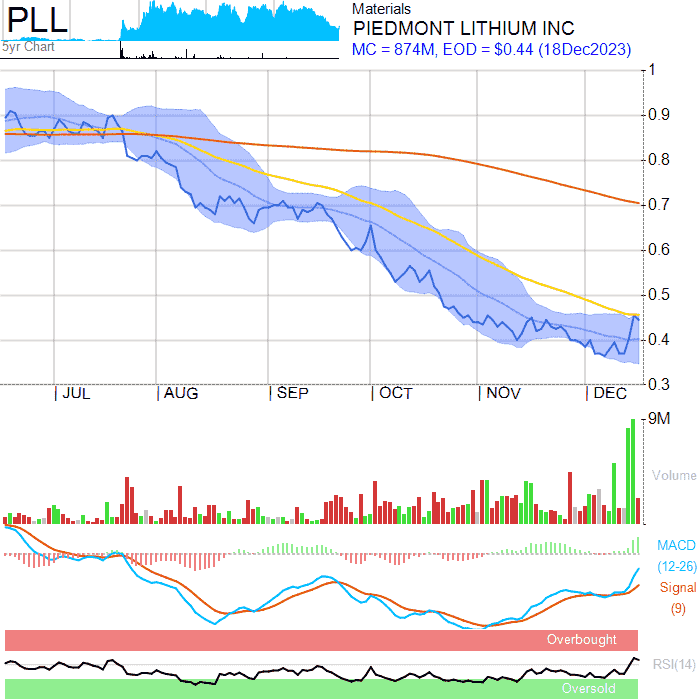 PLL
5yr Chart
Materials
PIEDMONT LITHIUM INC
MC = 874M, EOD = $0.44 (18Dec2023)
1
0.9
0.8
0.7
0.6
0.5
0.4
0.3
JUL AUG SEP OCT NOV DEC
9M
Volume
MACD
(12-26)
Signal
(9)
Overbought
RSI(14)
Oversold